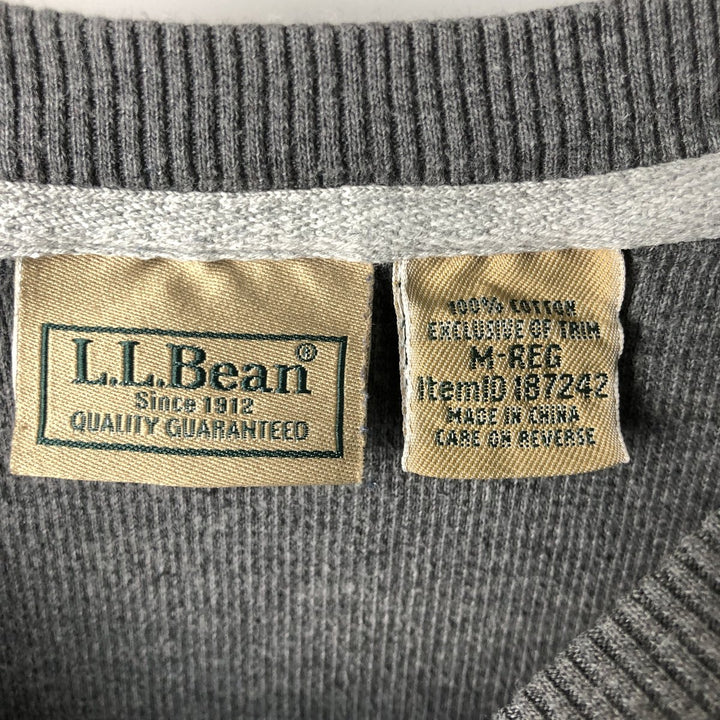 L.L.Bean®
Since 1912
QUALITY GUARANTEED
100% COTTON
EXCLUSIVE OF TRIM
M-REG
ItemID 187242
MADE IN CHINA
CARE ON REVERSE